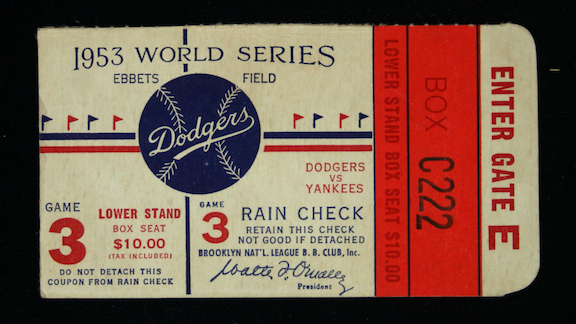 1953 WORLD SERIES
EBBETS FIELD
Dodgers
DODGERS
VS
YANKEES
GAME
3
LOWER STAND
BOX SEAT
$10.00
(TAX INCLUDED)
DO NOT DETACH THIS
COUPON FROM RAIN CHECK
GAME
3
RAIN CHECK
RETAIN THIS CHECK
NOT GOOD IF DETACHED
BROOKLYN NAT'L. LEAGUE B. B. CLUB, Inc.
Walter F. O'Malley
President
LOWER STAND BOX SEAT $10.00
BOX C222
ENTER GATE E